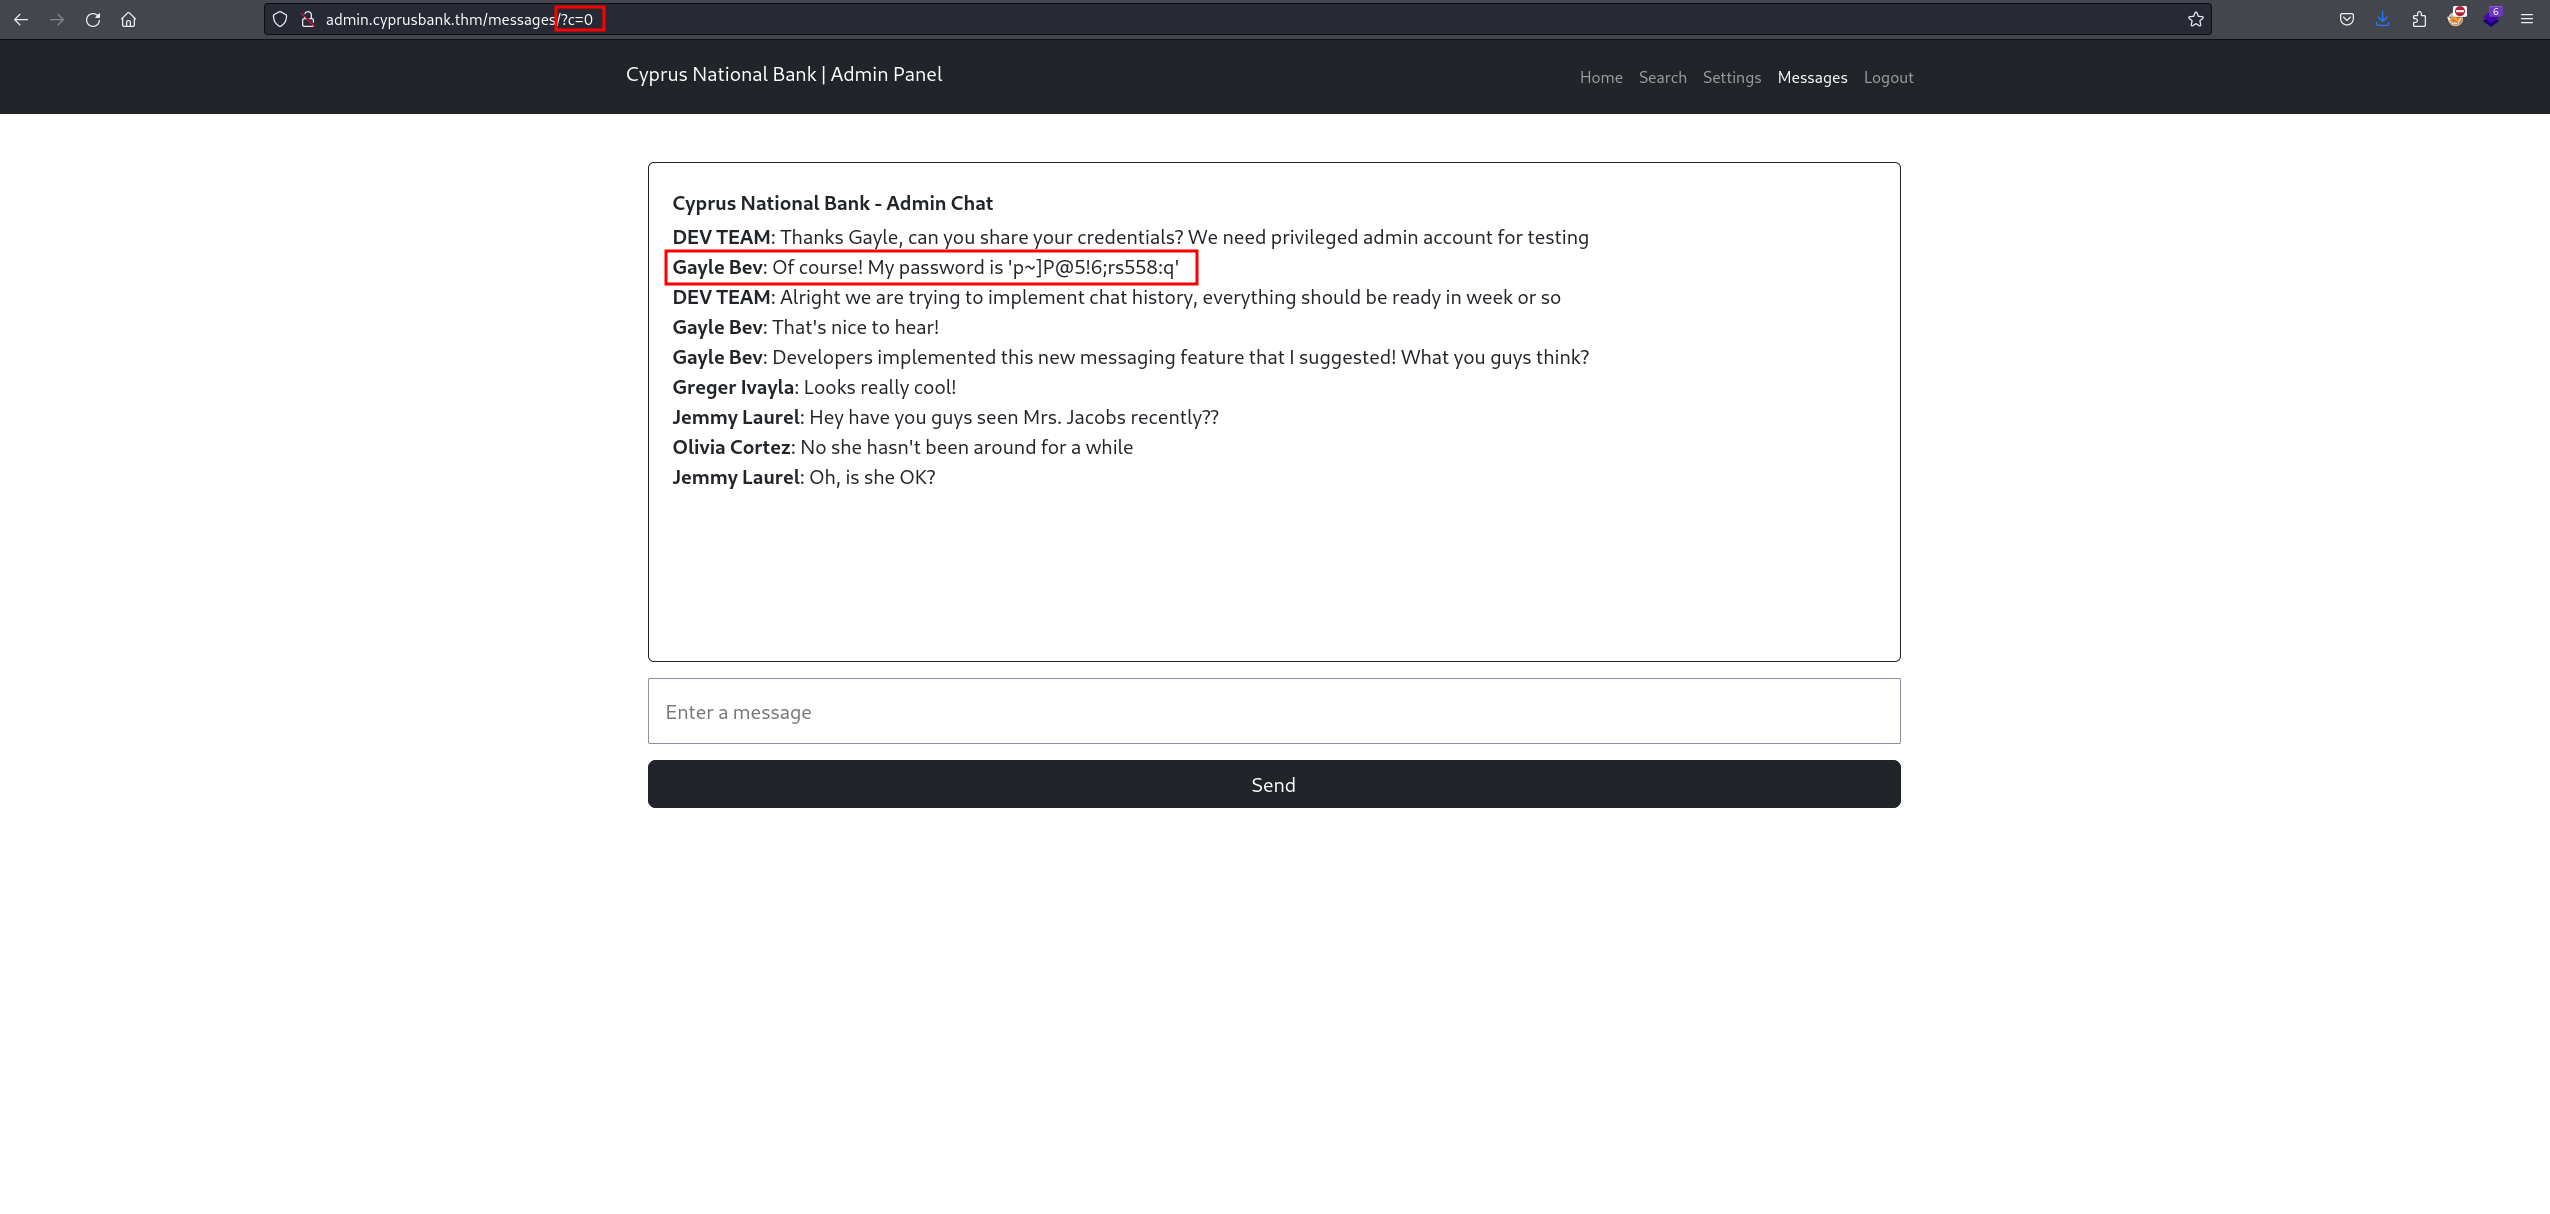 admin.cyprusbank.thm/messages/?c=0
6
Cyprus National Bank | Admin Panel
Home Search Settings Messages Logout
Cyprus National Bank - Admin Chat
DEV TEAM: Thanks Gayle, can you share your credentials? We need privileged admin account for testing
Gayle Bev: Of course! My password is 'p~]P@5!6;rs558:q'
DEV TEAM: Alright we are trying to implement chat history, everything should be ready in week or so
Gayle Bev: That's nice to hear!
Gayle Bev: Developers implemented this new messaging feature that I suggested! What you guys think?
Greger Ivayla: Looks really cool!
Jemmy Laurel: Hey have you guys seen Mrs. Jacobs recently??
Olivia Cortez: No she hasn't been around for a while
Jemmy Laurel: Oh, is she OK?
Enter a message
Send